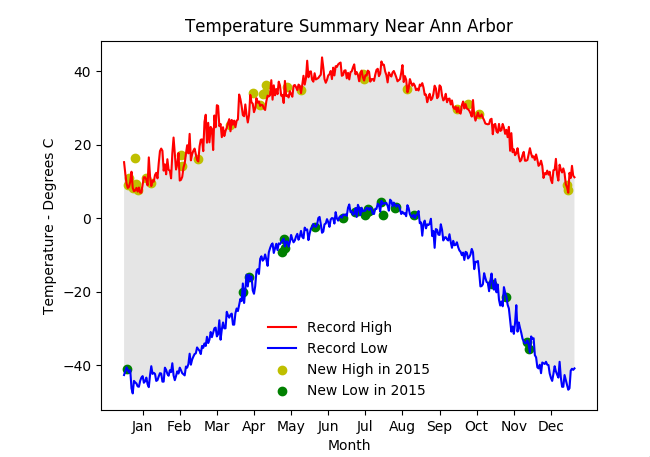 Temperature Summary Near Ann Arbor
Temperature - Degrees C
40
20
0
−20
−40
Record High
Record Low
New High in 2015
New Low in 2015
Jan Feb Mar Apr May Jun Jul Aug Sep Oct Nov Dec
Month